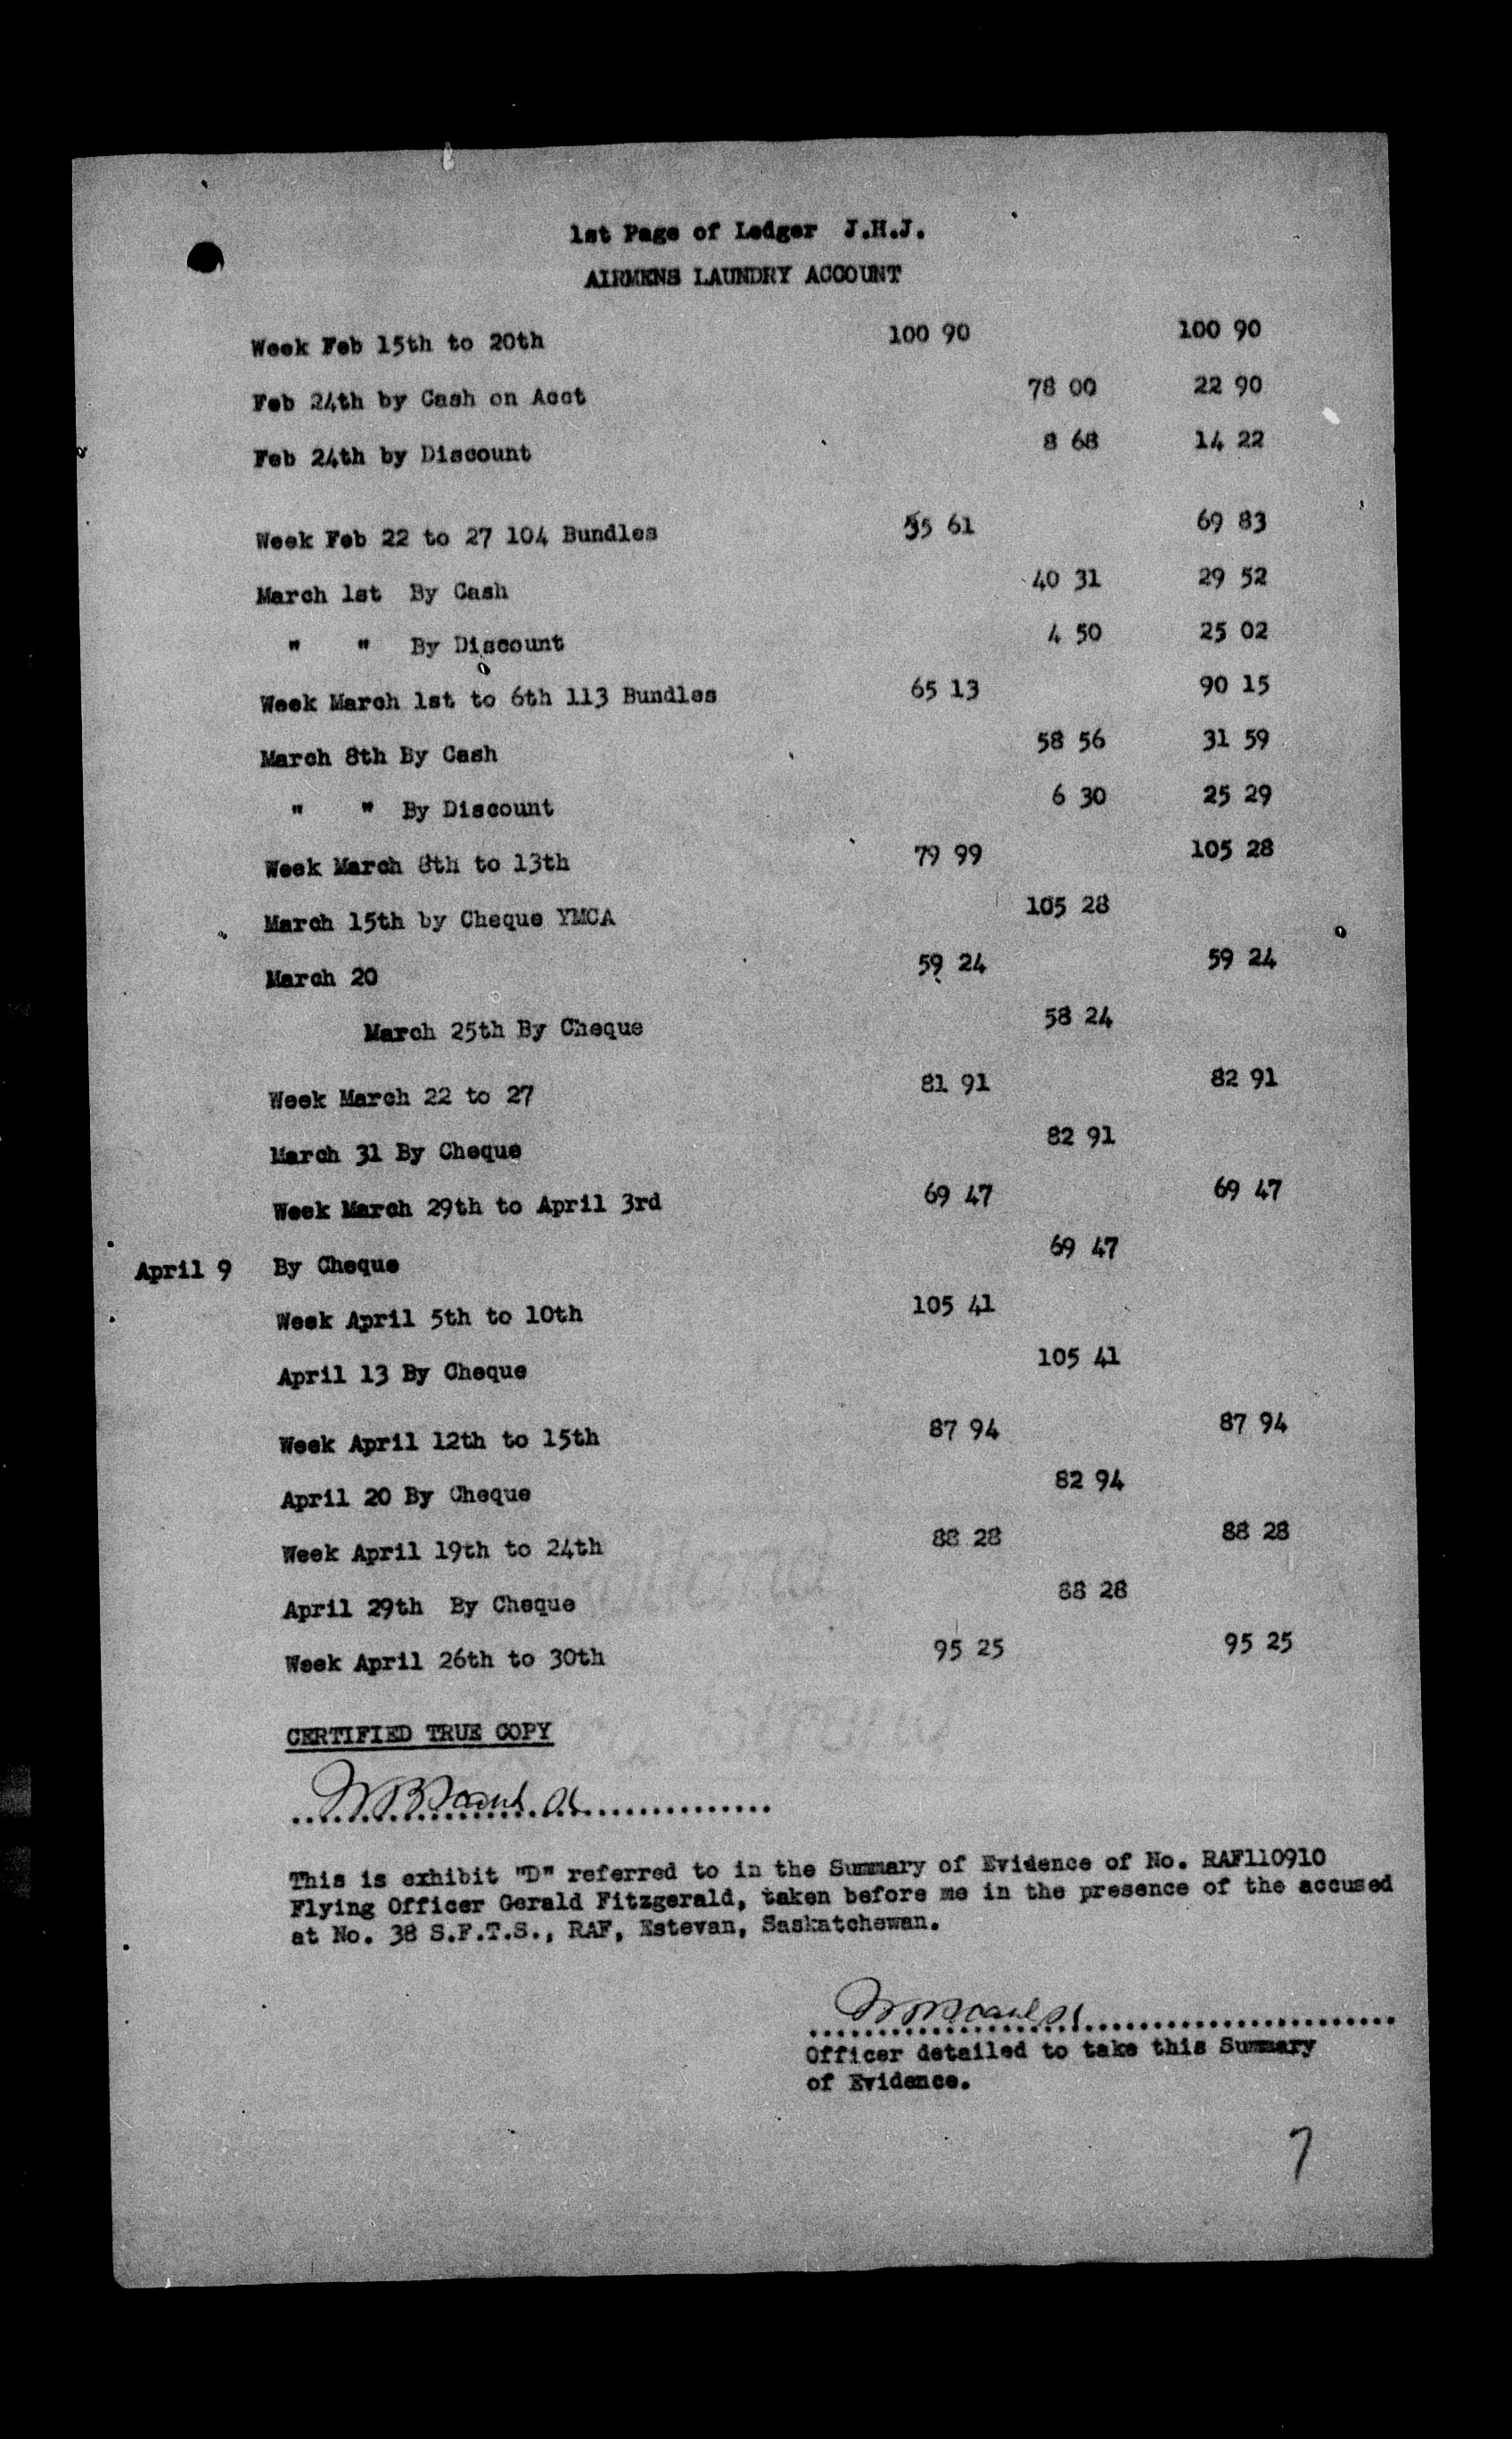 1st Page of Ledger J.H.J.
AIRMENS LAUNDRY ACCOUNT
Week Feb 15th to 20th 100 90 100 90
Feb 24th by Cash on Acct 78 00 22 90
Feb 24th by Discount 8 68 14 22
Week Feb 22 to 27 104 Bundles 55 61 69 83
March 1st By Cash 40 31 29 52
" " By Discount 4 50 25 02
Week March 1st to 6th 113 Bundles 65 13 90 15
March 8th By Cash 58 56 31 59
" " By Discount 6 30 25 29
Week March 8th to 13th 79 99 105 28
March 15th by Cheque YMCA 105 28
March 20 59 24 59 24
March 25th By Cheque 58 24
Week March 22 to 27 81 91 82 91
March 31 By Cheque 82 91
Week March 29th to April 3rd 69 47 69 47
April 9 By Cheque 69 47
Week April 5th to 10th 105 41
April 13 By Cheque 105 41
Week April 12th to 15th 87 94 87 94
April 20 By Cheque 82 94
Week April 19th to 24th 88 28 88 28
April 29th By Cheque 88 28
Week April 26th to 30th 95 25 95 25
CERTIFIED TRUE COPY
This is exhibit "D" referred to in the Summary of Evidence of No. RAF110910
Flying Officer Gerald Fitzgerald, taken before me in the presence of the accused
at No. 38 S.F.T.S., RAF, Estevan, Saskatchewan.
Officer detailed to take this Summary
of Evidence.
7